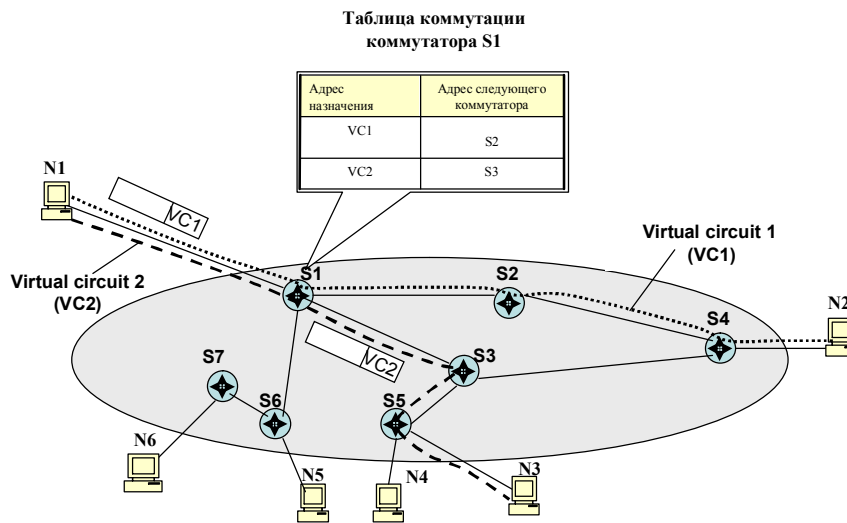 Таблица коммутации
коммутатора S1
Адрес назначения
Адрес следующего коммутатора
VC1
S2
VC2
S3
N1
VC1
Virtual circuit 1
(VC1)
Virtual circuit 2
(VC2)
S1
S2
N2
S4
VC2
S3
S7
S6
S5
N6
N5
N4
N3